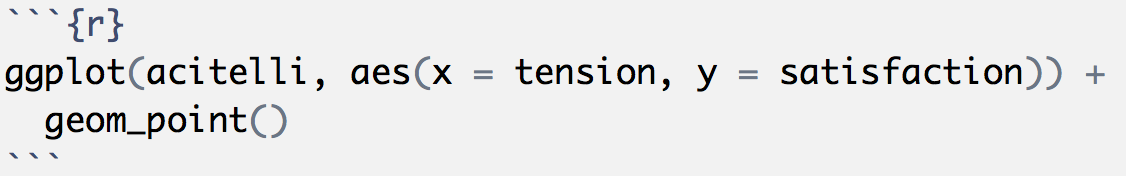 ```{r}
ggplot(acitelli, aes(x = tension, y = satisfaction)) +
  geom_point()
```